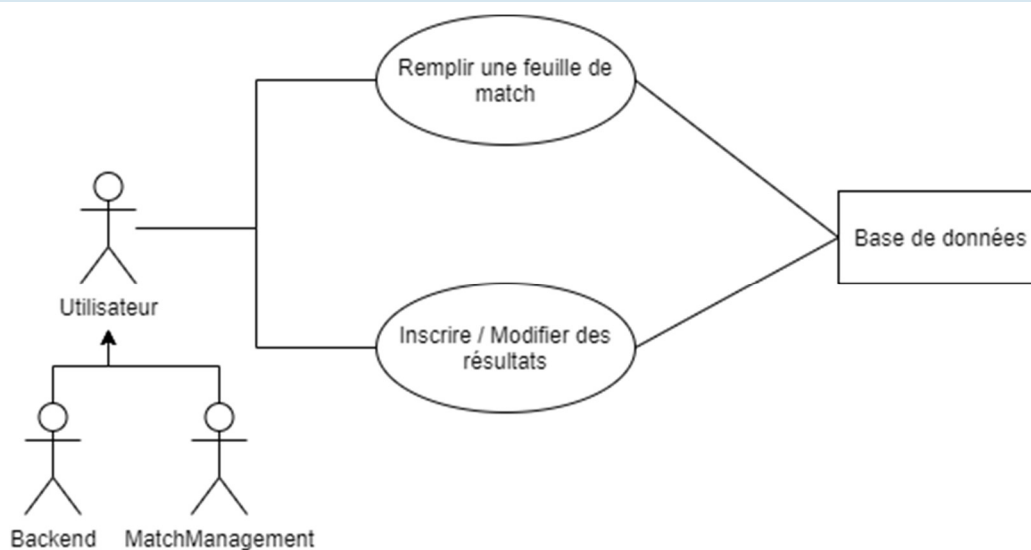 Remplir une feuille de
match
Base de données
Utilisateur
Inscrire / Modifier des
résultats
Backend
MatchManagement